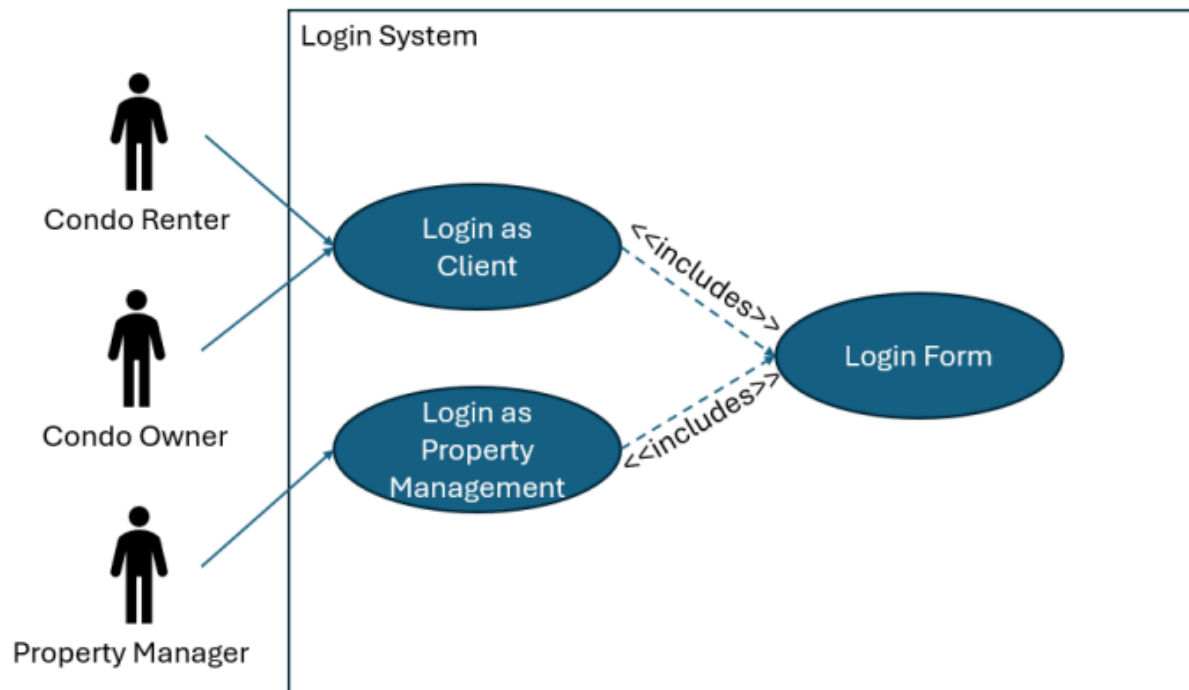 Login System
Condo Renter
Login as
Client
<<includes>>
Login Form
Condo Owner
Login as
Property
Management
<<includes>>
Property Manager